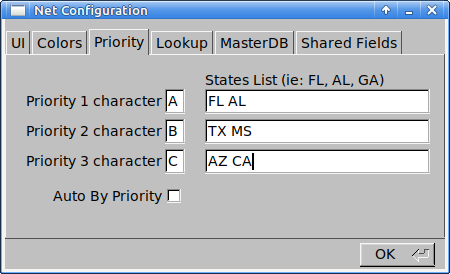 Net Configuration
UI Colors Priority Lookup MasterDB Shared Fields
States List (ie: FL, AL, GA)
Priority 1 character A FL AL
Priority 2 character B TX MS
Priority 3 character C AZ CA
Auto By Priority
OK